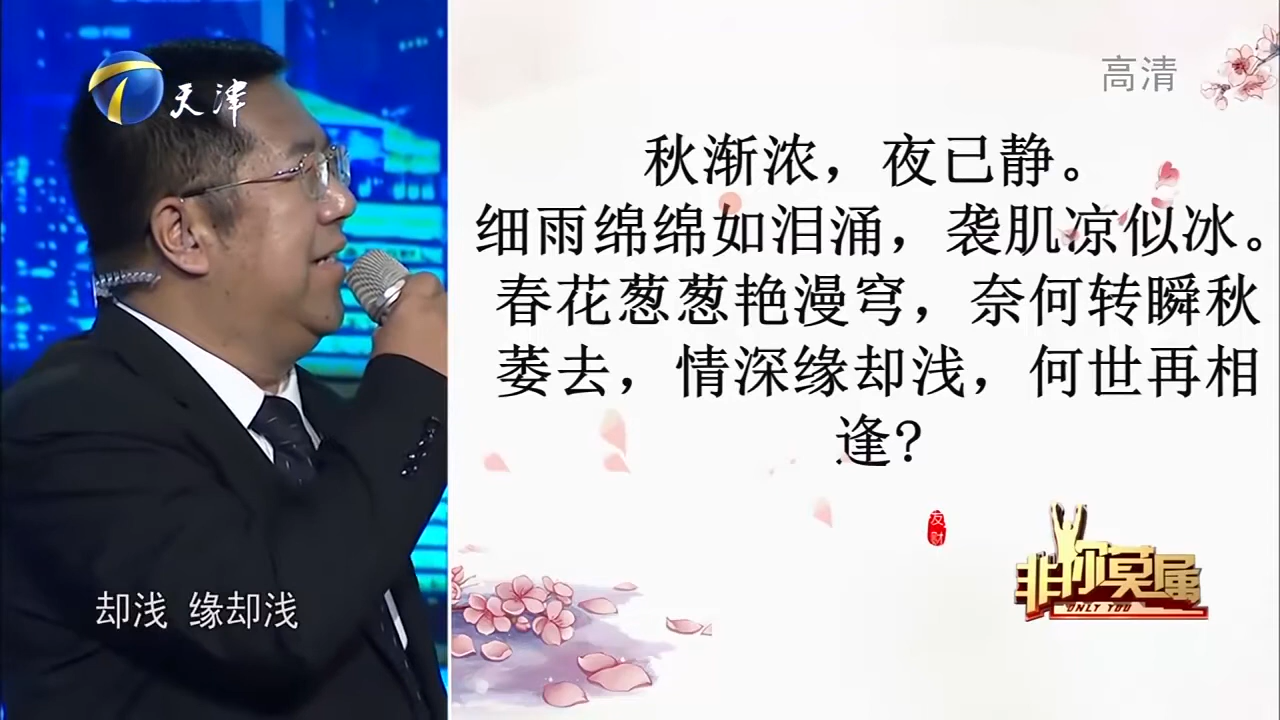 天津
高清
秋渐浓，夜已静。
细雨绵绵如泪涌，袭肌凉似冰。
春花葱葱艳漫穹，奈何转瞬秋
萎去，情深缘却浅，何世再相
逢?
发财
非你莫属
ONLY YOU
却浅 缘却浅